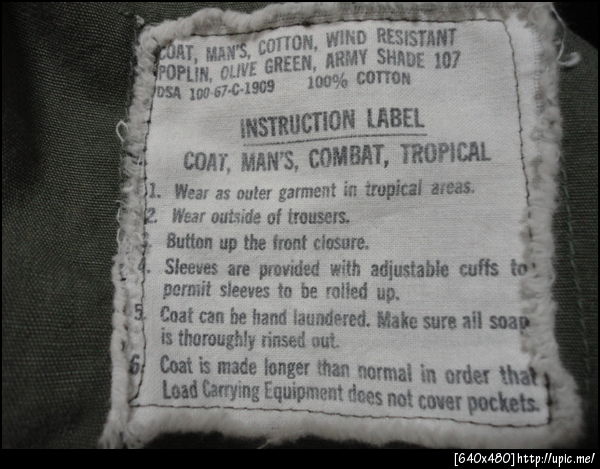 COAT, MAN'S, COTTON, WIND RESISTANT
POPLIN, OLIVE GREEN, ARMY SHADE 107
DSA 100-67-C-1909 100% COTTON
INSTRUCTION LABEL
COAT, MAN'S, COMBAT, TROPICAL
1. Wear as outer garment in tropical areas.
2. Wear outside of trousers.
Button up the front closure.
4. Sleeves are provided with adjustable cuffs to
permit sleeves to be rolled up.
5. Coat can be hand laundered. Make sure all soap
is thoroughly rinsed out.
6. Coat is made longer than normal in order that
Load Carrying Equipment does not cover pockets.
[640x480]http://upic.me/